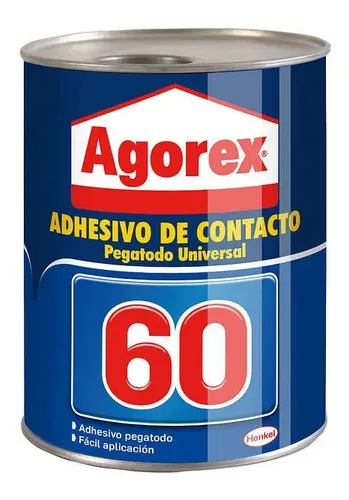 Agorex®
ADHESIVO DE CONTACTO
Pegatodo Universal
60
• Adhesivo pegatodo
• Fácil aplicación
Henkel